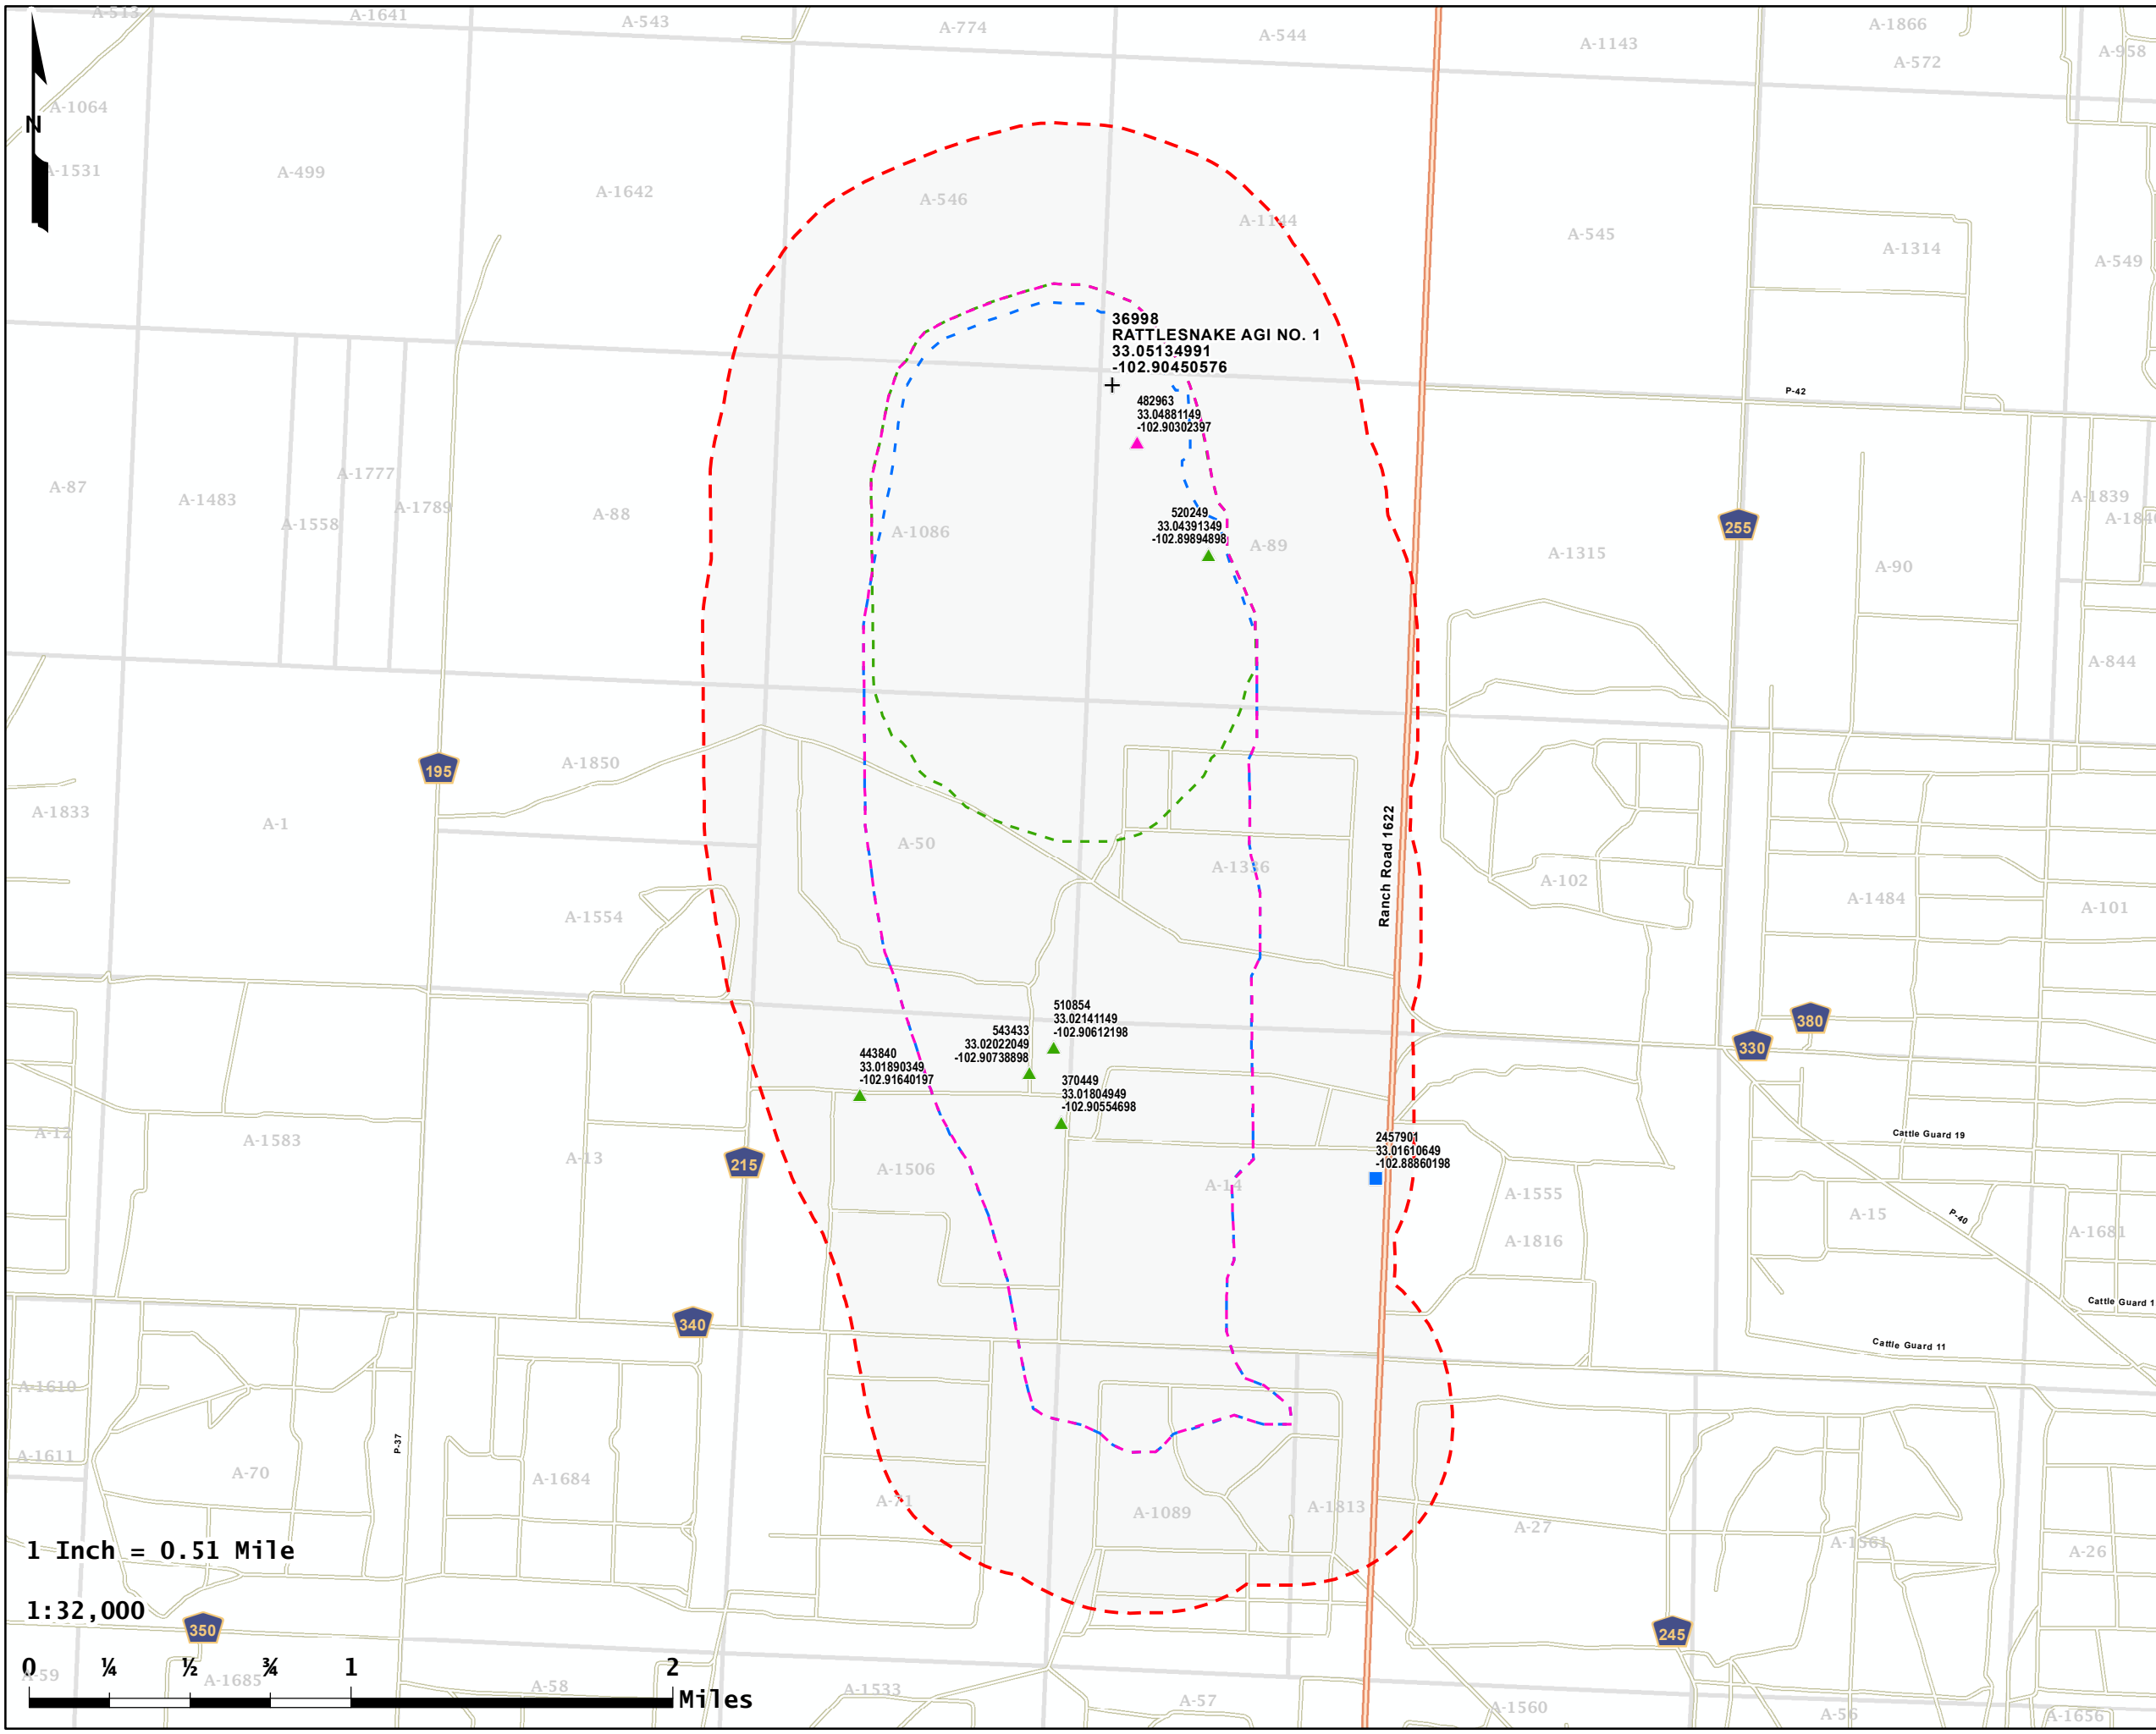 A-513
A-1641
A-543
A-774
A-544
A-1143
A-1866
A-572
A-958
A-1064
N
A-1531
A-499
A-1642
A-546
A-1144
A-545
A-1314
A-549
36998
RATTLESNAKE AGI NO. 1
33.05134991
-102.90450576
P-42
482963
33.04881149
-102.90302397
A-87
A-1483
A-1558
A-1777
A-1789
A-88
A-1086
520249
33.04391349
-102.89894898
A-89
A-1315
255
A-90
A-1839
A-844
195
A-1850
A-1833
A-1
A-50
A-1336
Ranch Road 1622
A-102
A-1484
A-101
A-1554
510854
33.02141149
-102.90612198
543433
33.02022049
-102.90738898
443840
33.01890349
-102.91640197
370449
33.01804949
-102.90554698
380
330
A-12
A-1583
A-13
215
A-1506
A-14
2457901
33.01610649
-102.88860198
Cattle Guard 19
A-1555
A-15
P-40
A-1681
A-1816
340
Cattle Guard 1
Cattle Guard 11
A-1610
A-1611
P-37
A-70
A-1684
A-71
A-1089
A-1813
A-27
A-1561
A-26
1 Inch = 0.51 Mile
1:32,000
350
245
0 ¼ ½ ¾ 1 2
Miles
A-59
A-1685
A-58
A-1533
A-57
A-1560
A-56
A-1656